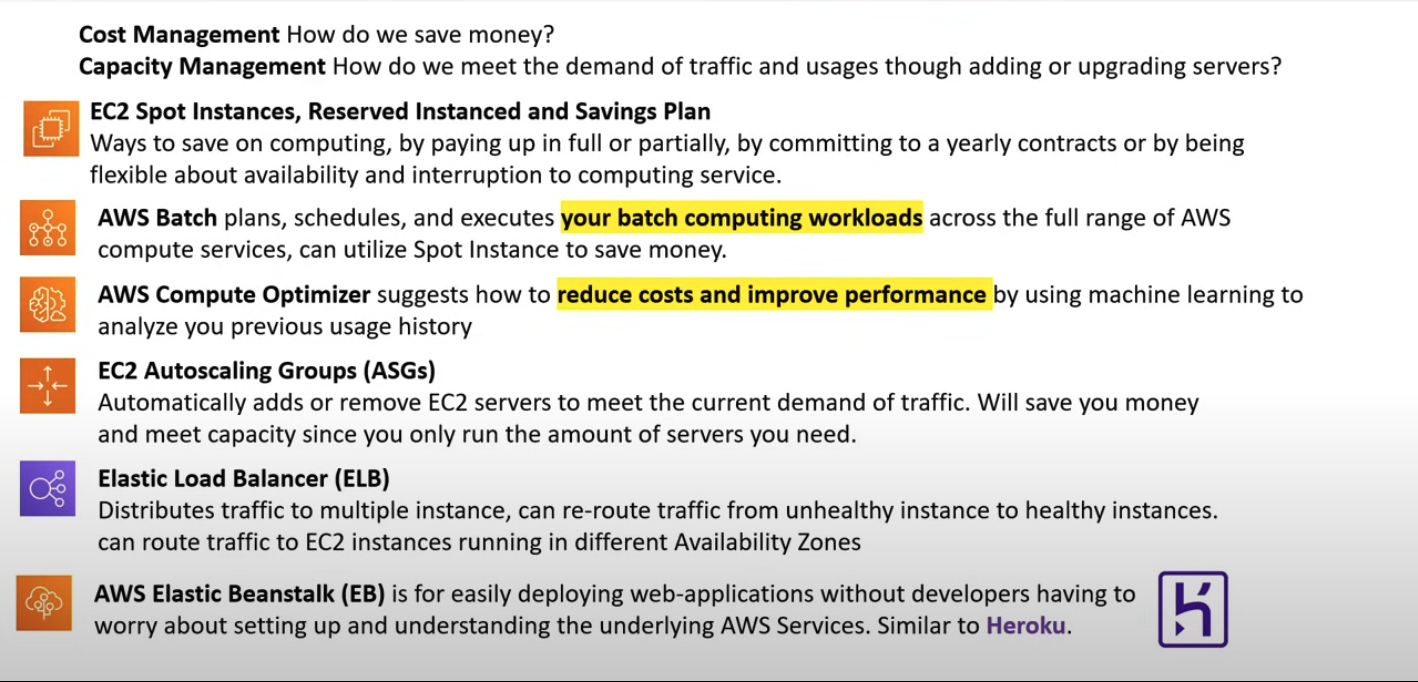 Cost Management How do we save money?
Capacity Management How do we meet the demand of traffic and usages though adding or upgrading servers?
EC2 Spot Instances, Reserved Instanced and Savings Plan
Ways to save on computing, by paying up in full or partially, by committing to a yearly contracts or by being
flexible about availability and interruption to computing service.
AWS Batch plans, schedules, and executes your batch computing workloads across the full range of AWS
compute services, can utilize Spot Instance to save money.
AWS Compute Optimizer suggests how to reduce costs and improve performance by using machine learning to
analyze you previous usage history
EC2 Autoscaling Groups (ASGs)
Automatically adds or remove EC2 servers to meet the current demand of traffic. Will save you money
and meet capacity since you only run the amount of servers you need.
Elastic Load Balancer (ELB)
Distributes traffic to multiple instance, can re-route traffic from unhealthy instance to healthy instances.
can route traffic to EC2 instances running in different Availability Zones
AWS Elastic Beanstalk (EB) is for easily deploying web-applications without developers having to
worry about setting up and understanding the underlying AWS Services. Similar to Heroku.